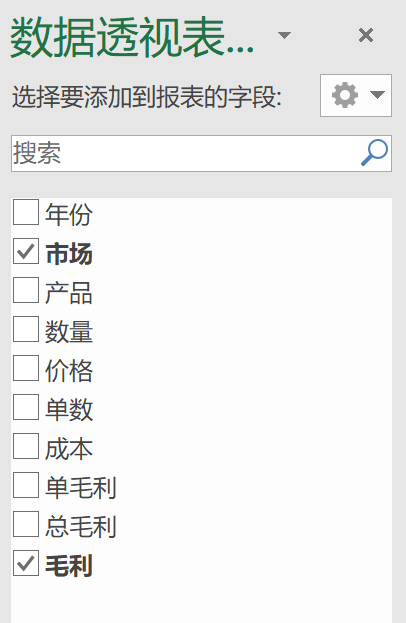 数据透视表...
选择要添加到报表的字段:
搜索
年份
市场
产品
数量
价格
单数
成本
单毛利
总毛利
毛利